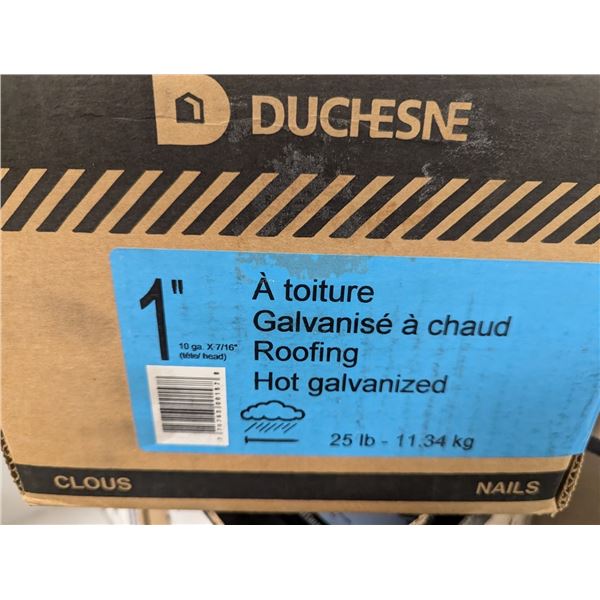 DUCHESNE
1"
10 ga. X 7/16"
(tête/ head)
À toiture
Galvanisé à chaud
Roofing
Hot galvanized
25 lb - 11.34 kg
CLOUS
NAILS